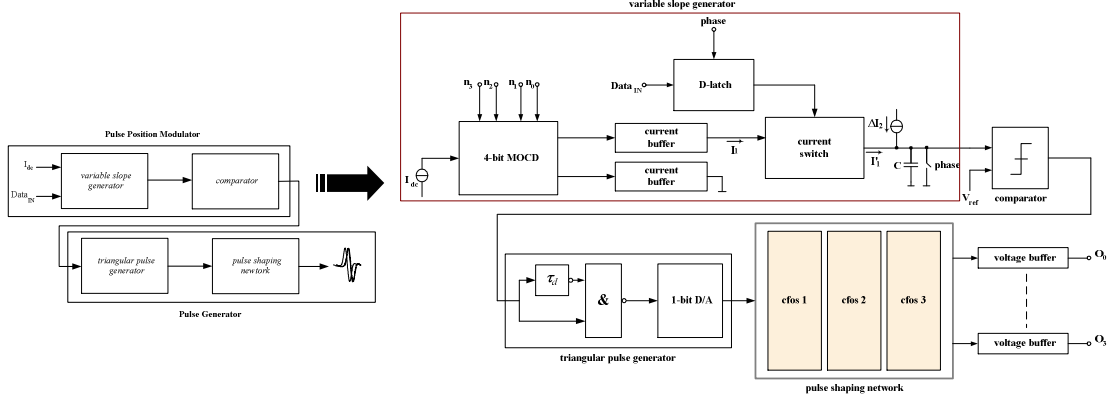 variable slope generator
phase
Data IN
D-latch
n3 n2 n1 n0
4-bit MOCD
current buffer
current buffer
I1
current switch
ΔI2
I'1
C
phase
Vref
comparator
Idc
Pulse Position Modulator
Idc
Data IN
variable slope generator
comparator
triangular pulse generator
pulse shaping newtork
Pulse Generator
τd
&
1-bit D/A
triangular pulse generator
cfos 1
cfos 2
cfos 3
pulse shaping network
voltage buffer
O0
voltage buffer
O3